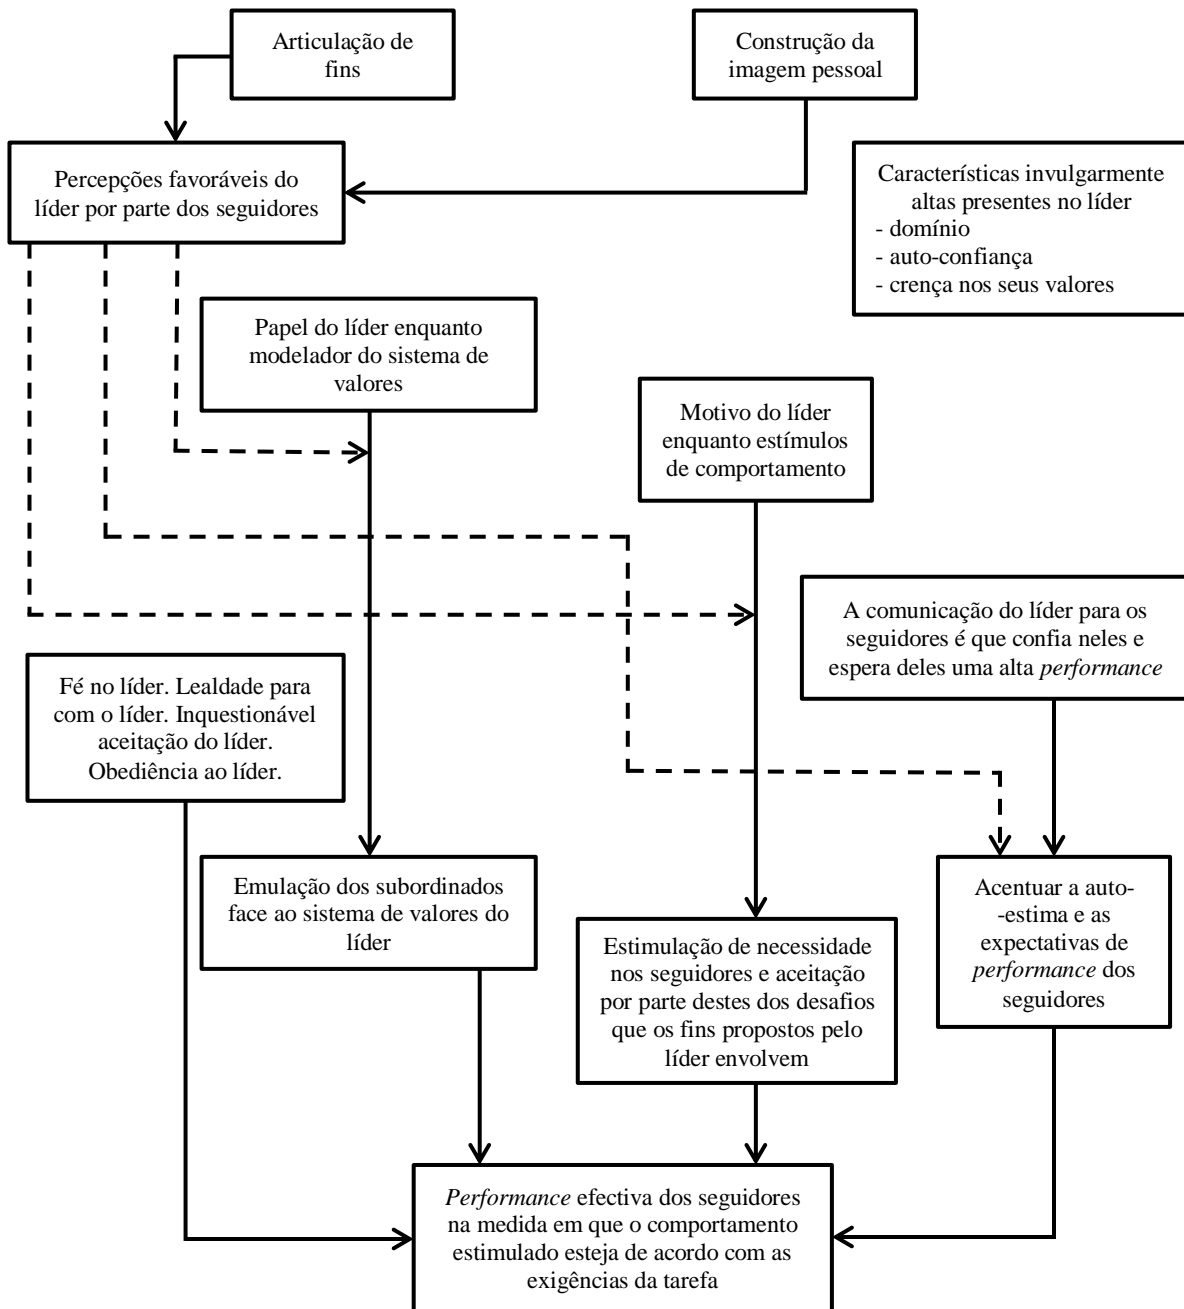 Articulação de
fins
Construção da
imagem pessoal
Percepções favoráveis do
líder por parte dos seguidores
Características invulgarmente
altas presentes no líder
- domínio
- auto-confiança
- crença nos seus valores
Papel do líder enquanto
modelador do sistema de
valores
Motivo do líder
enquanto estímulos
de comportamento
A comunicação do líder para os
seguidores é que confia neles e
espera deles uma alta performance
Fé no líder. Lealdade para
com o líder. Inquestionável
aceitação do líder.
Obediência ao líder.
Emulação dos subordinados
face ao sistema de valores do
líder
Estimulação de necessidade
nos seguidores e aceitação
por parte destes dos desafios
que os fins propostos pelo
líder envolvem
Acentuar a auto-
-estima e as
expectativas de
performance dos
seguidores
Performance efectiva dos seguidores
na medida em que o comportamento
estimulado esteja de acordo com as
exigências da tarefa